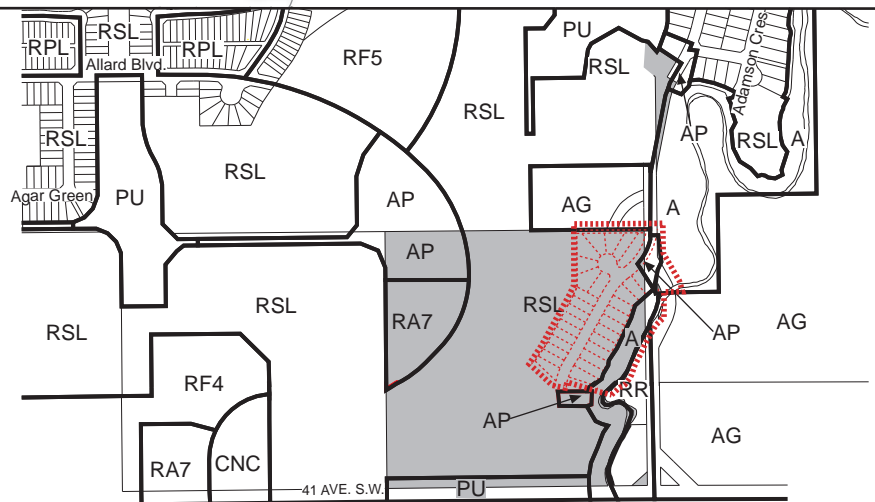 RPL
RSL
RPL
Allard Blvd.
RF5
PU
RSL
Adamson Cres.
RSL
RSL
AP
RSL
A
RSL
Agar Green
PU
AP
AG
A
AP
RSL
RSL
RSL
RA7
A
AP
AG
RF4
RR
AP
AG
RA7
CNC
41 AVE. S.W.
PU